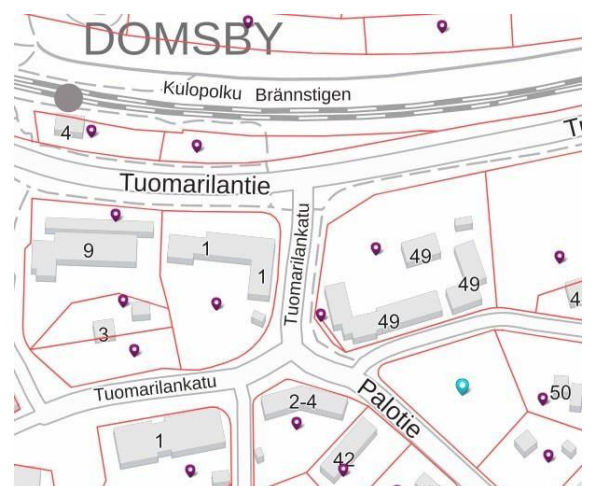 DOMSBY
Kulopolku Brännstigen
4
Tuomarilantie
9
1
1
Tuomarilankatu
49
49
49
3
Tuomarilankatu
2-4
Palotie
50
1
42